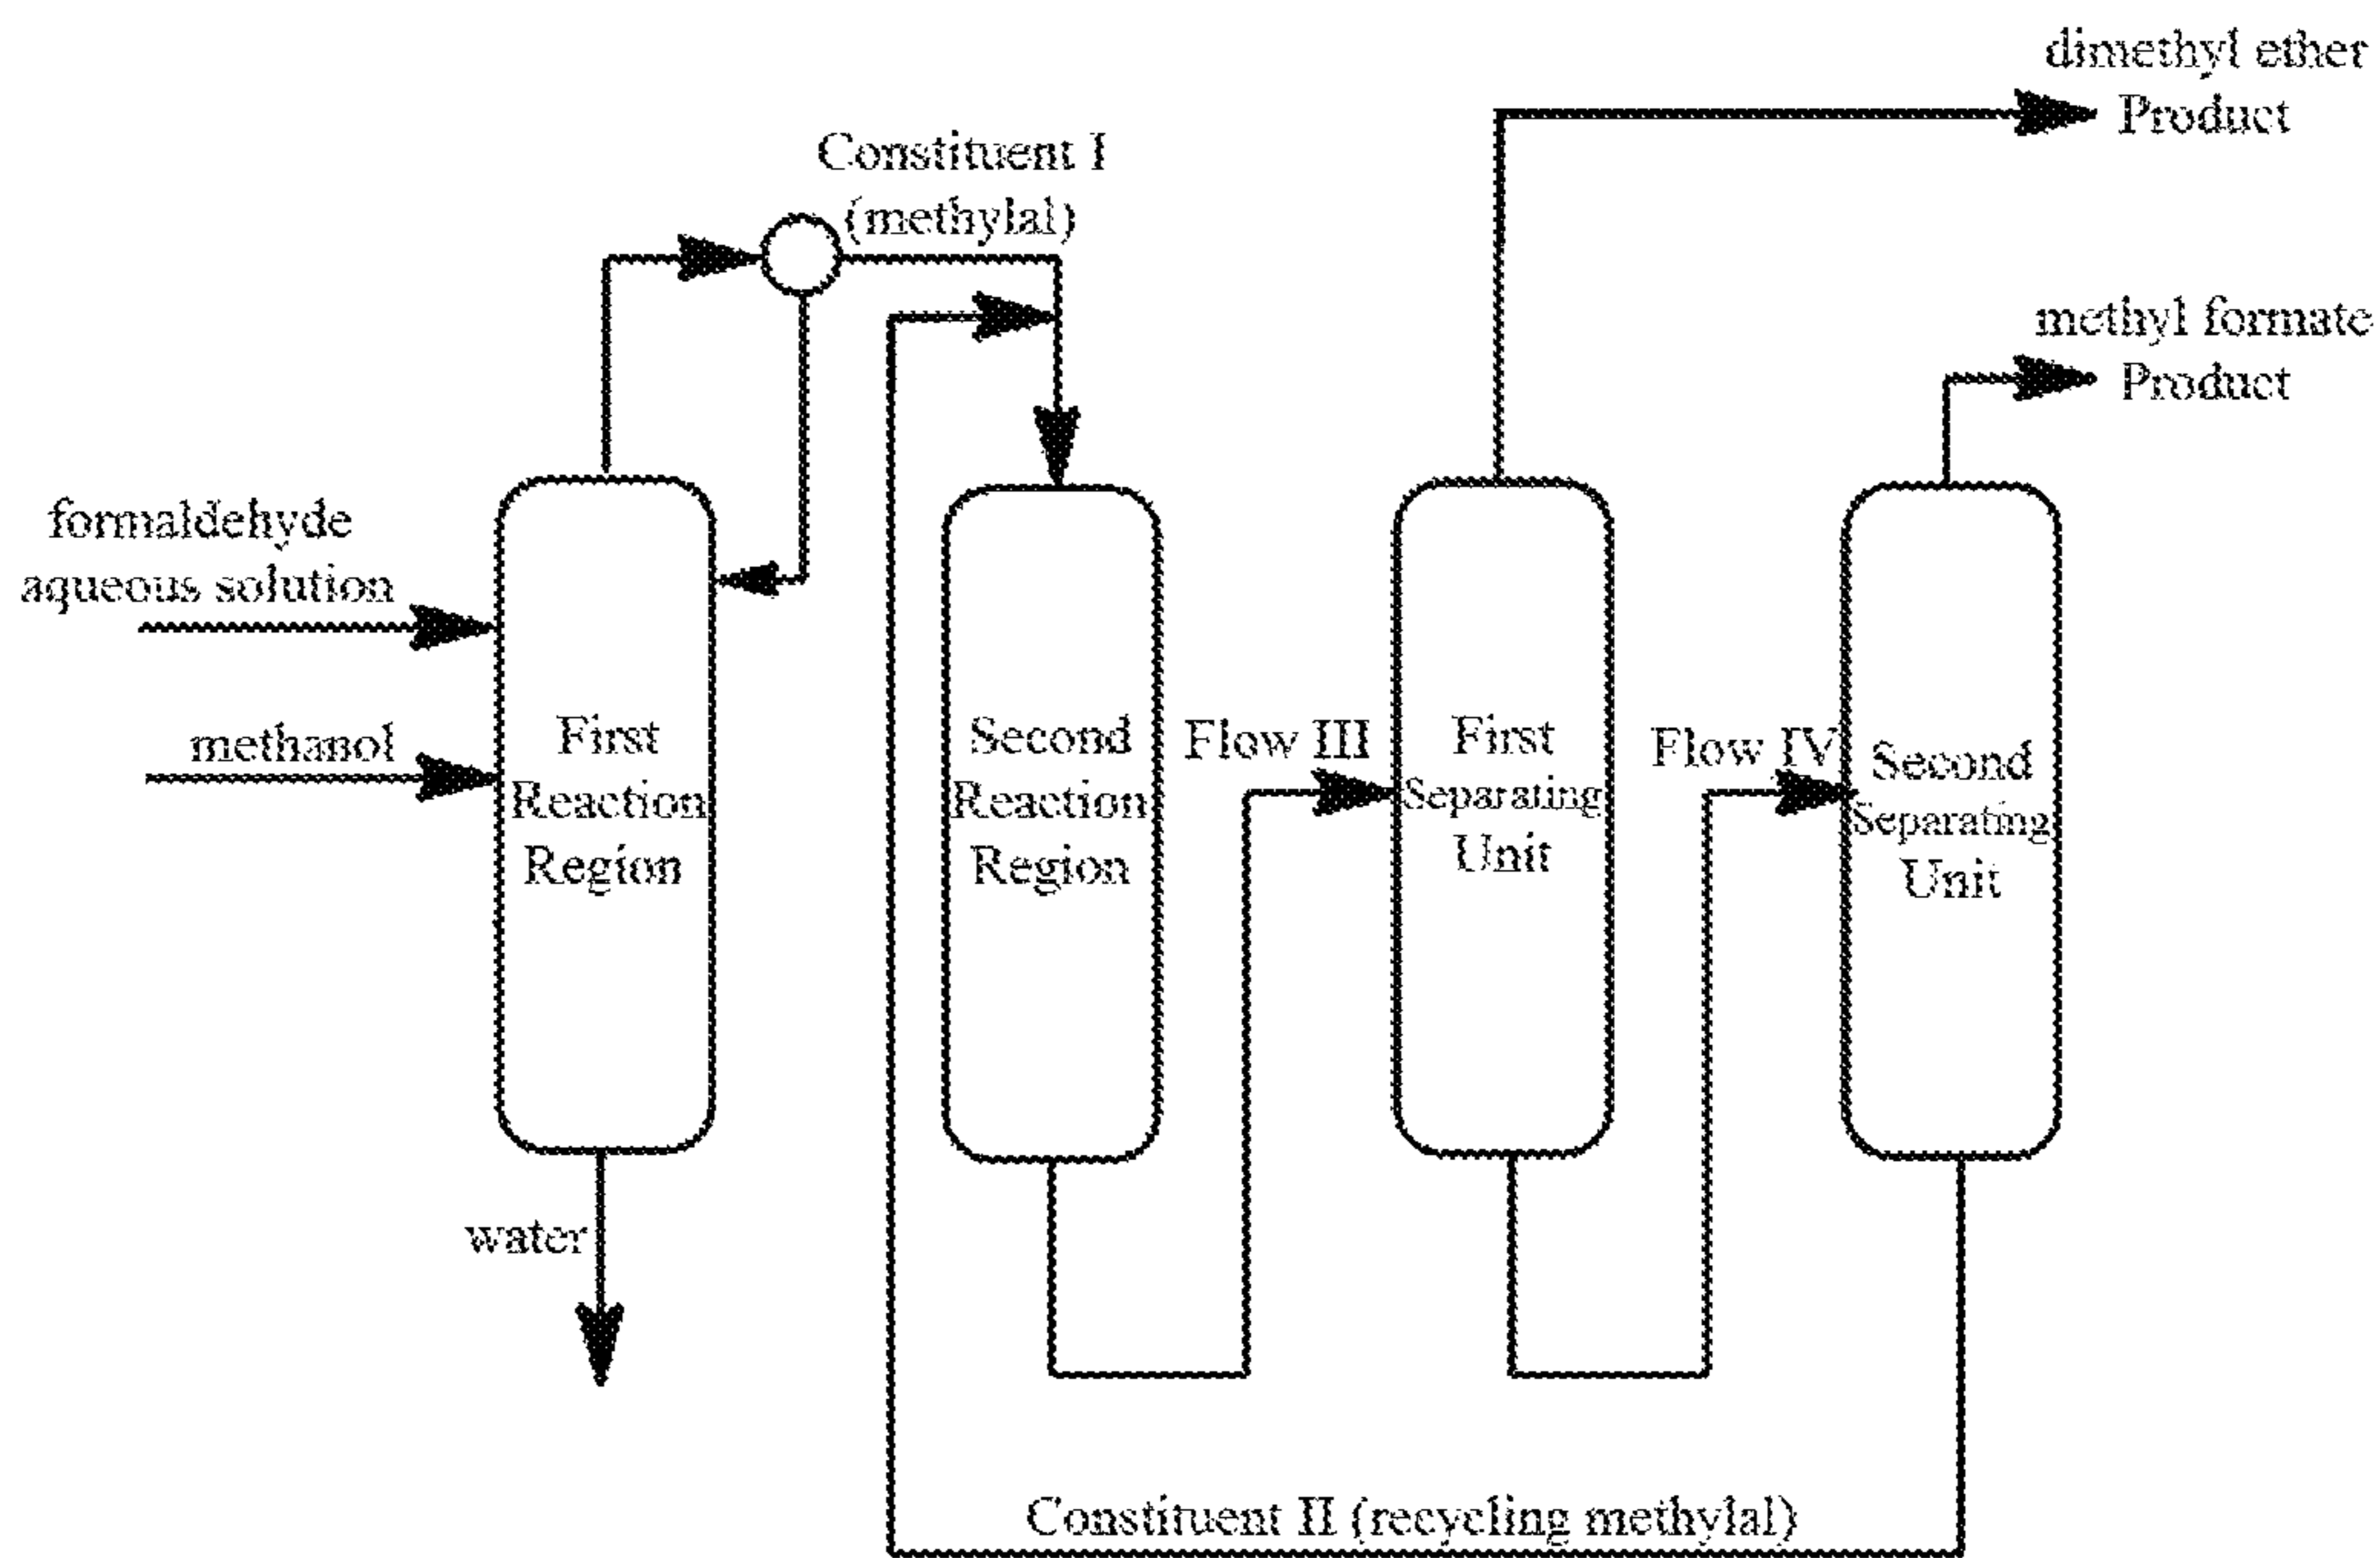 dimethyl ether
Product
Constituent I
(methylal)
methyl formate
Product
formaldehyde
aqueous solution
methanol
First
Reaction
Region
Second
Reaction
Region
Flow III
First
Separating
Unit
Flow IV
Second
Separating
Unit
water
Constituent II (recycling methylal)